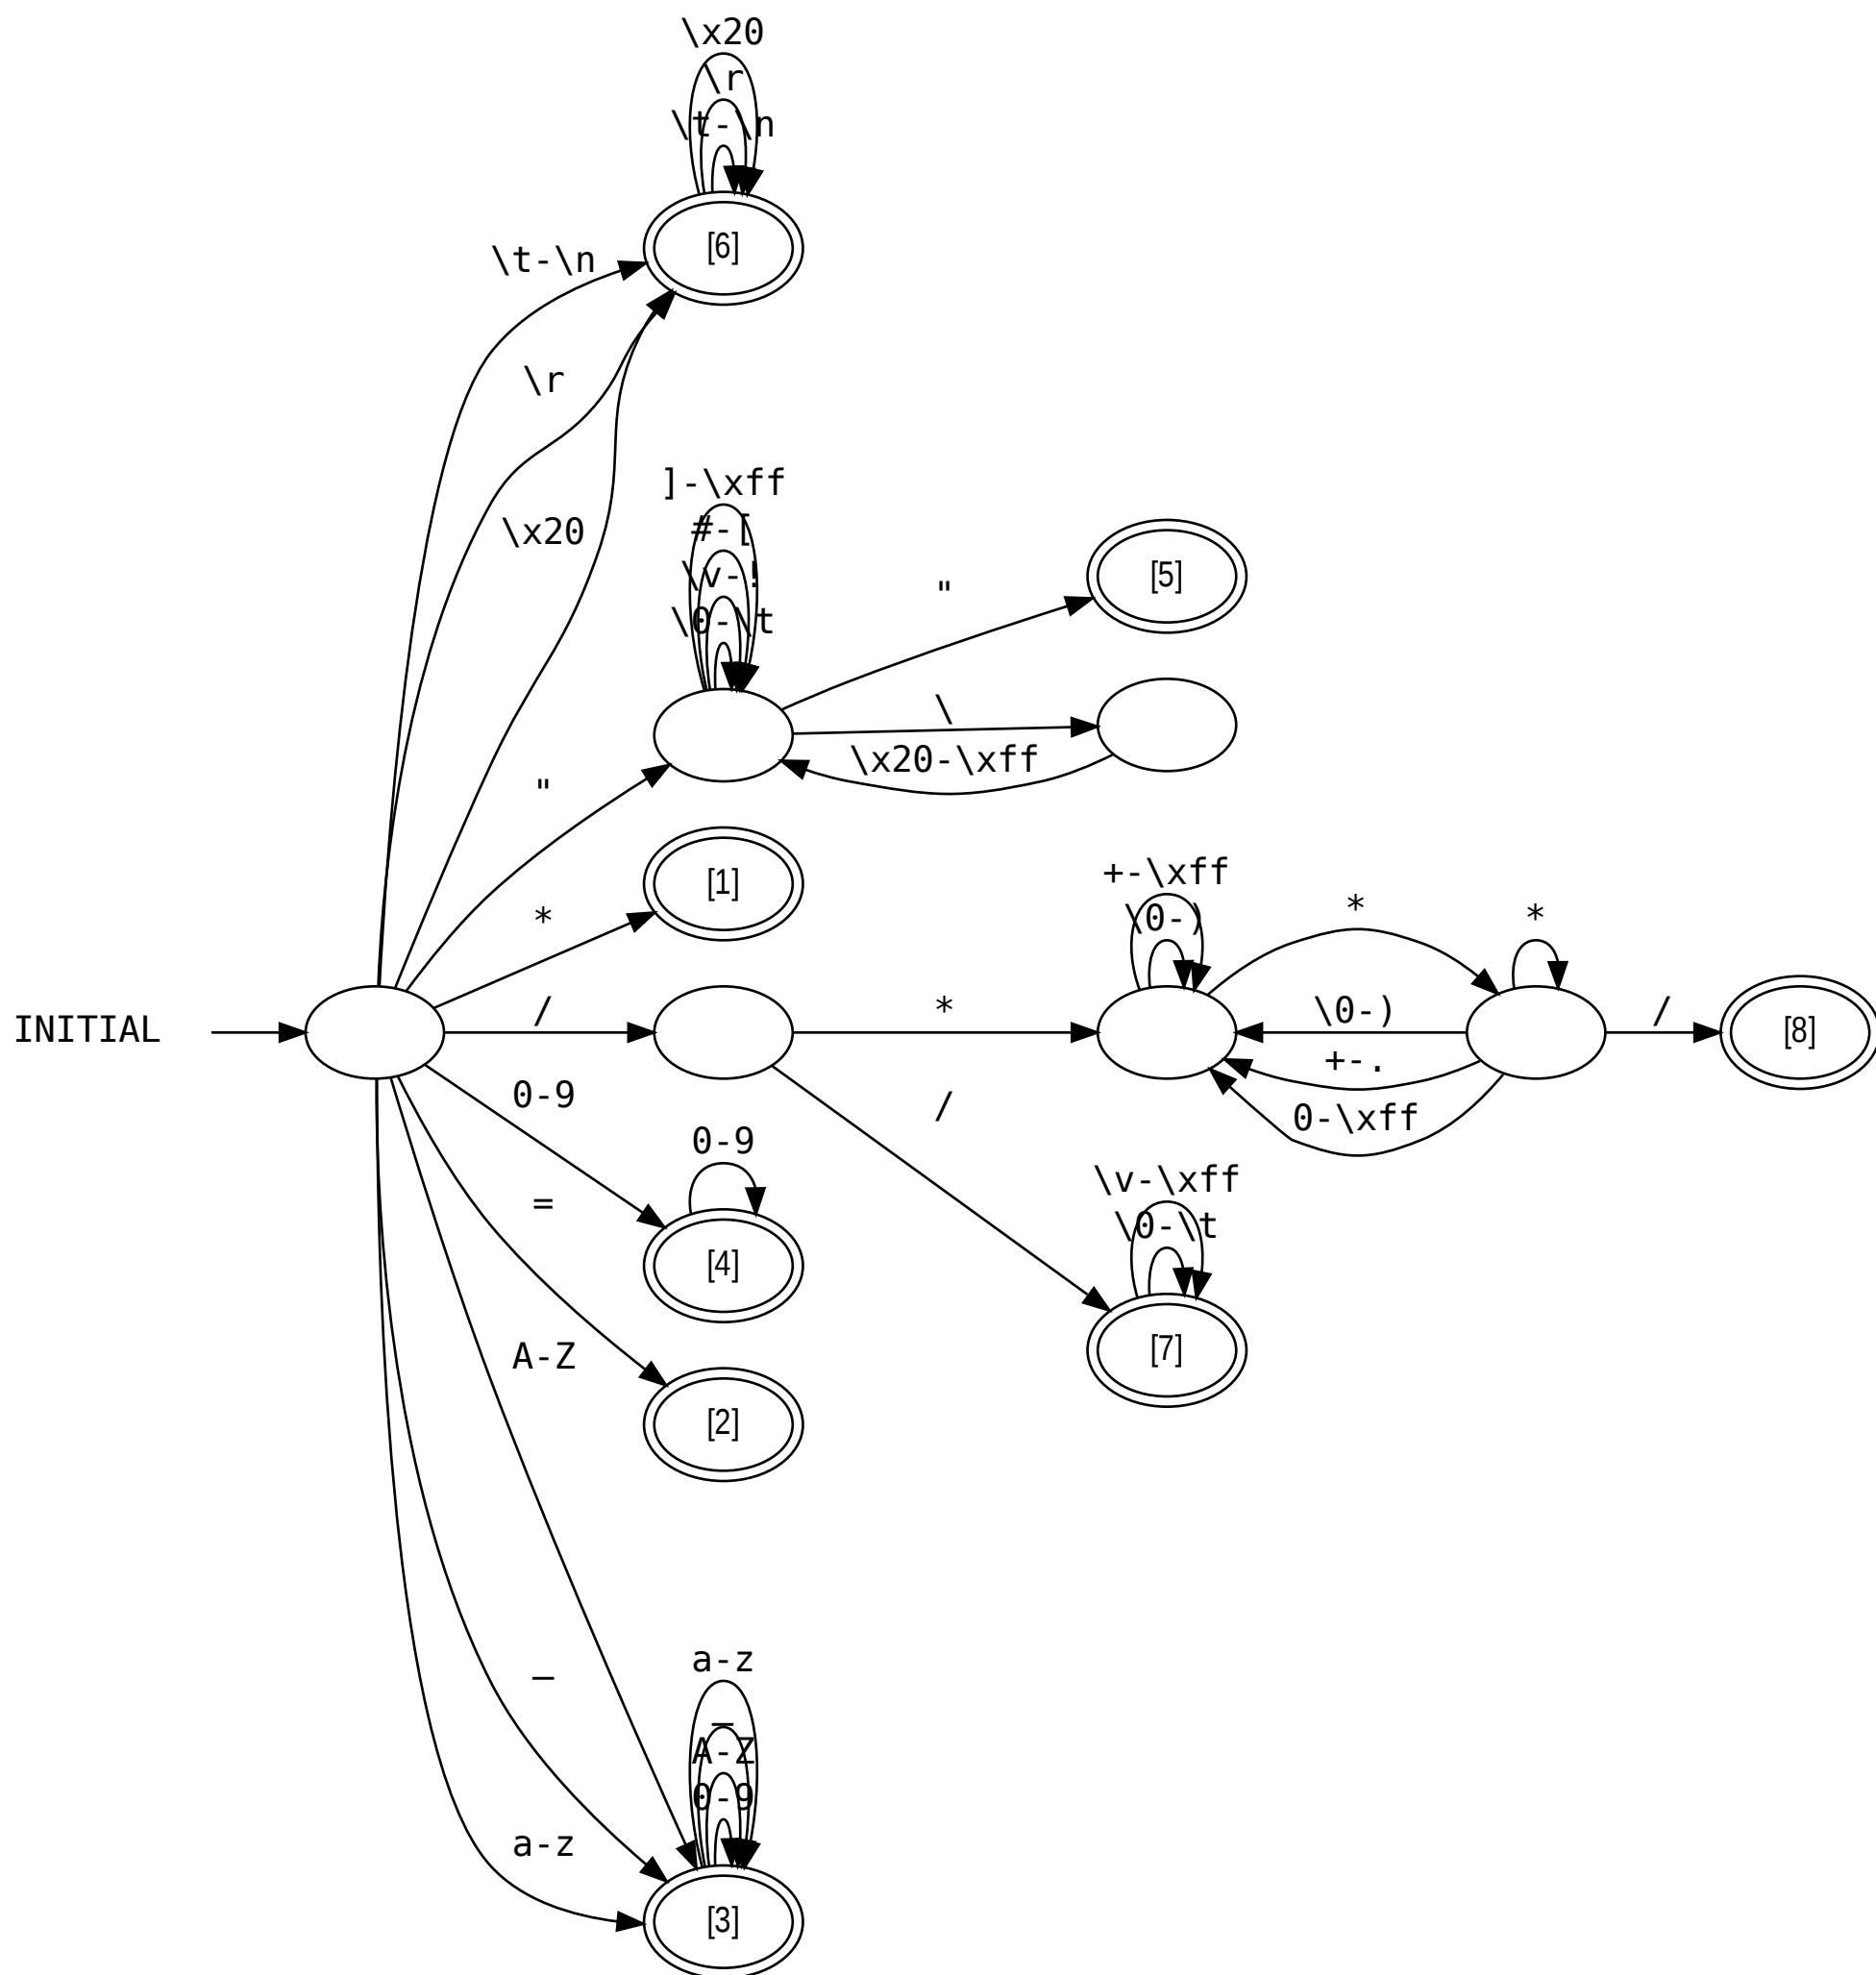 \x20
\r
\t-\n
[6]
\t-\n
\r
\x20
]-\xff
#-[
\v-!
\0-\t
"
[5]
\
\x20-\xff
"
[1]
*
+-\xff
\0-)
*
*
INITIAL
/
*
\0-)
/
[8]
+-.
0-\xff
0-9
/
0-9
[4]
=
\v-\xff
\0-\t
[7]
A-Z
[2]
_
a-z
_
A-Z
0-9
a-z
[3]